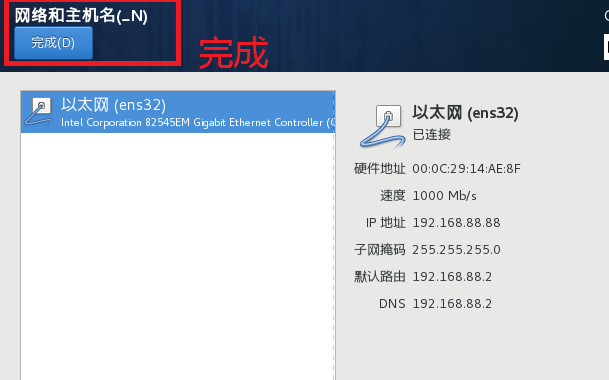 网络和主机名(_N)
完成(D)
完成
以太网 (ens32)
Intel Corporation 82545EM Gigabit Ethernet Controller (
以太网 (ens32)
已连接
硬件地址 00:0C:29:14:AE:8F
速度 1000 Mb/s
IP 地址 192.168.88.88
子网掩码 255.255.255.0
默认路由 192.168.88.2
DNS 192.168.88.2